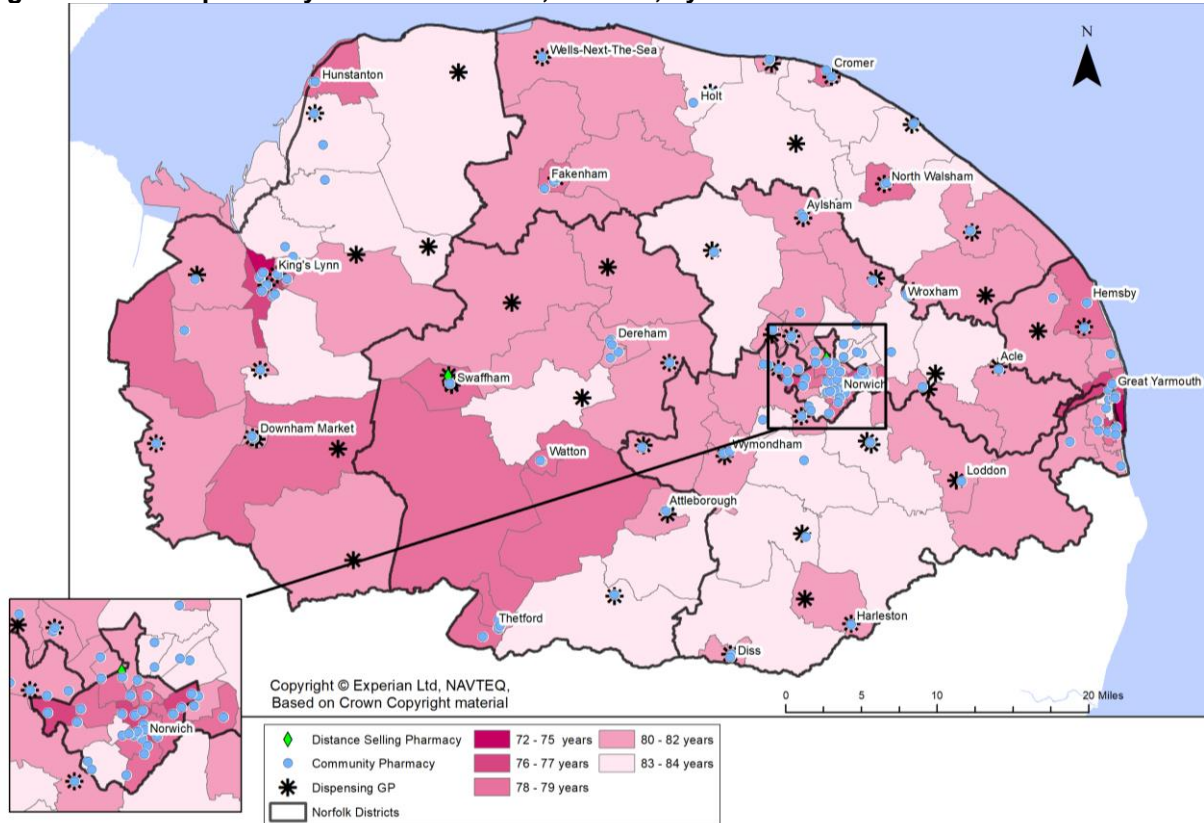 N
Wells-Next-The-Sea
Cromer
Hunstanton
Holt
Fakenham
North Walsham
Aylsham
King's Lynn
Wroxham
Hemsby
Dereham
Acle
Swaffham
Norwich
Great Yarmouth
Downham Market
Watton
Wymondham
Loddon
Attleborough
Thetford
Harleston
Diss
Norwich
Copyright © Experian Ltd, NAVTEQ,
Based on Crown Copyright material
0 5 10 20 Miles
Distance Selling Pharmacy
Community Pharmacy
Dispensing GP
Norfolk Districts
72 - 75 years
76 - 77 years
78 - 79 years
80 - 82 years
83 - 84 years